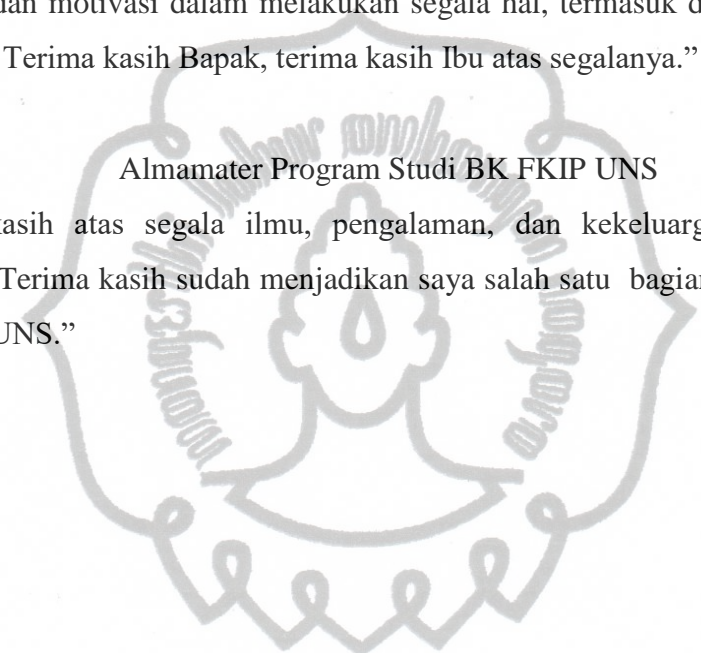 dan motivasi dalam melakukan segala hal, termasuk d
Terima kasih Bapak, terima kasih Ibu atas segalanya.”
Almamater Program Studi BK FKIP UNS
kasih atas segala ilmu, pengalaman, dan kekeluarg
Terima kasih sudah menjadikan saya salah satu bagian
UNS.”